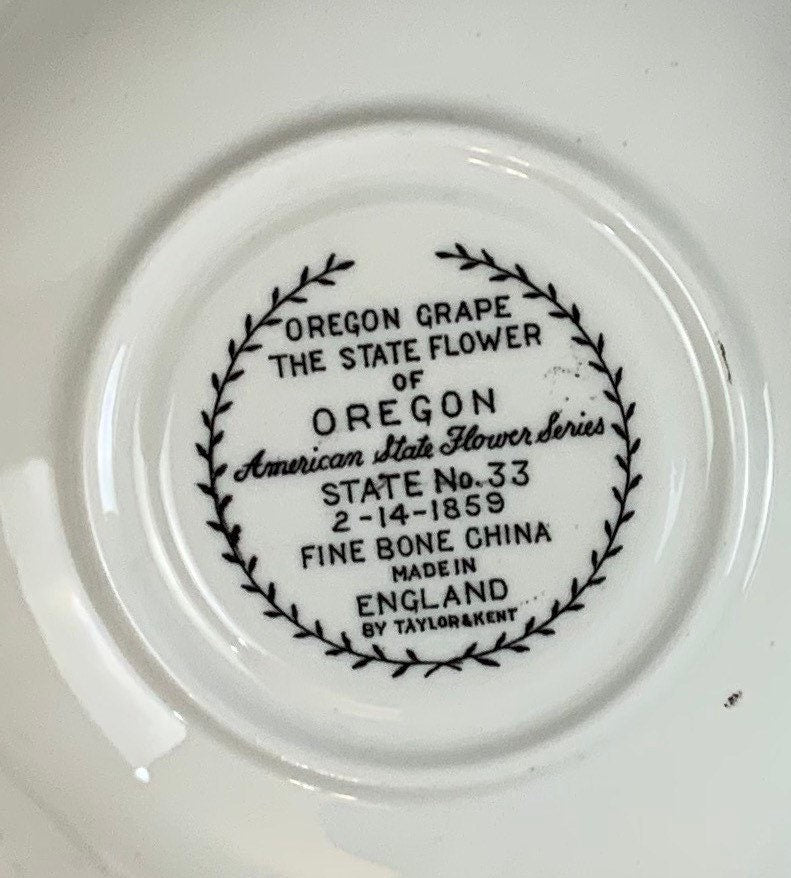 OREGON GRAPE
THE STATE FLOWER
OF
OREGON
American State Flower Series
STATE No. 33
2-14-1859
FINE BONE CHINA
MADE IN
ENGLAND
BY TAYLOR & KENT